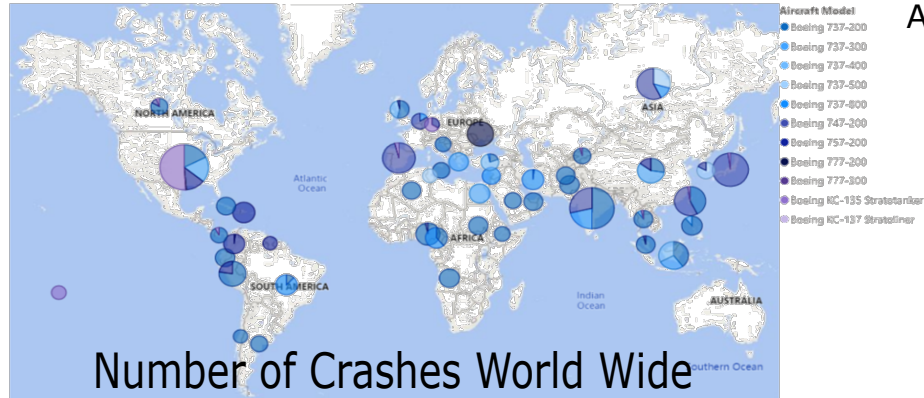 Aircraft Model
A
Boeing 737-200
Boeing 737-300
Boeing 737-400
Boeing 737-500
Boeing 737-800
Boeing 747-200
Boeing 757-200
Boeing 777-200
Boeing 777-300
Boeing KC-135 Stratotanker
Boeing KC-137 Stratoliner
NORTH AMERICA
EUROPE
ASIA
Atlantic
Ocean
AFRICA
SOUTH AMERICA
Indian
Ocean
AUSTRALIA
Southern Ocean
Number of Crashes World Wide